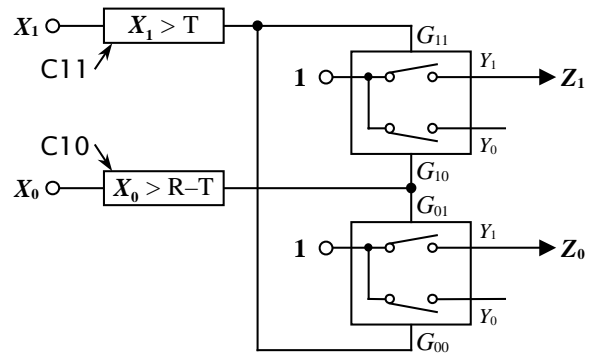 X₁ X₁ > T
C11
G₁₁
Y₁
1 Z₁
Y₀
G₁₀
C10
X₀ X₀ > R–T
G₀₁
Y₁
1 Z₀
Y₀
G₀₀